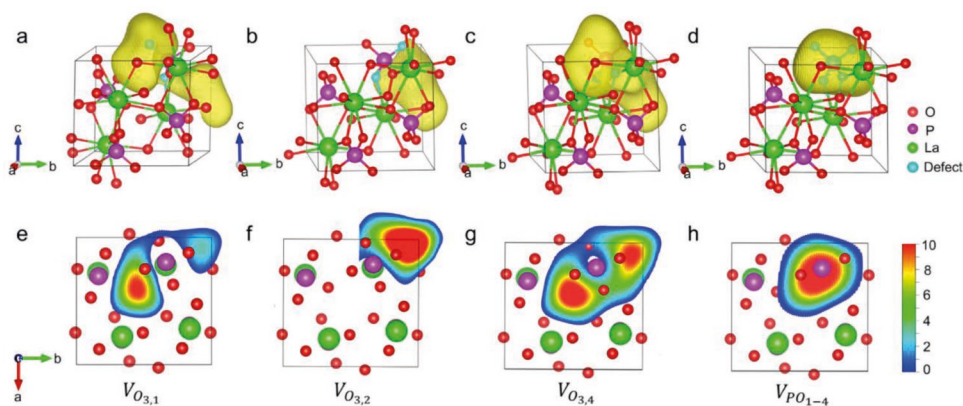 a b c d
c b a
c b a
c b a
c b a
O
P
La
Defect
e f g h
b a
10
8
6
4
2
0
V_{O_{3,1}} V_{O_{3,2}} V_{O_{3,4}} V_{PO_{1-4}}